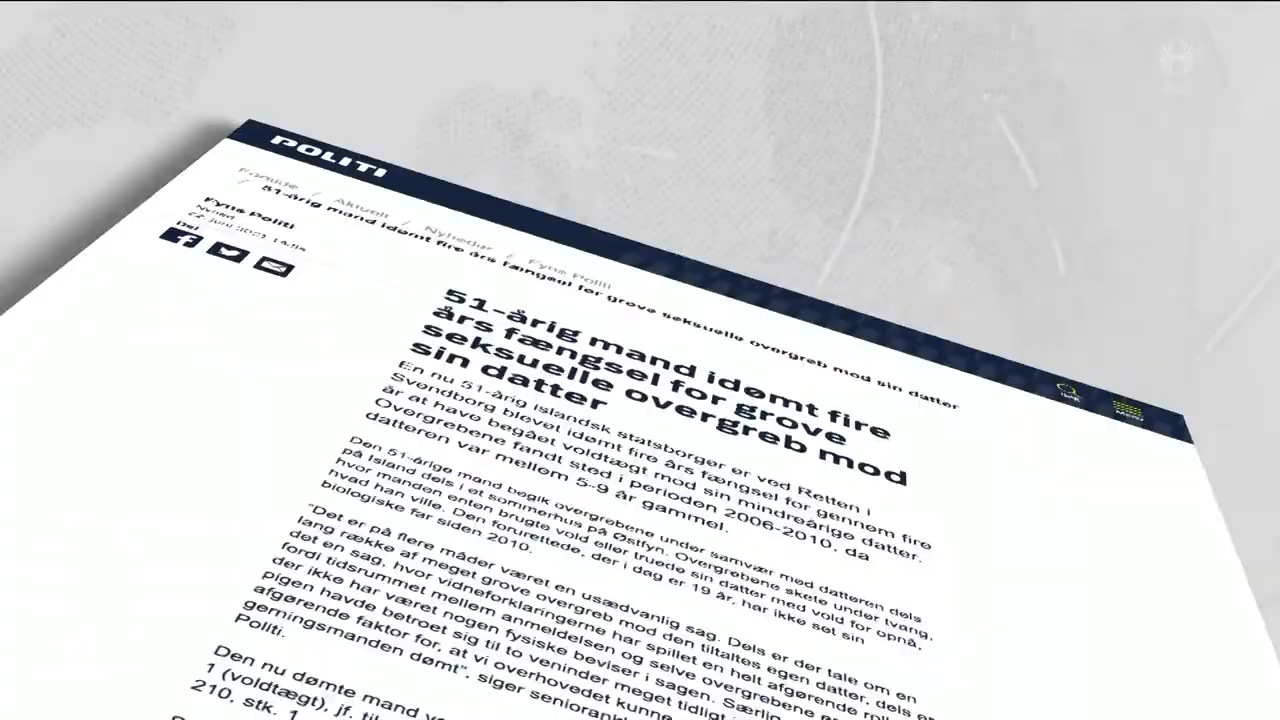 POLITI
Forside / Aktuelt / Nyheder / Fyns Politi
/ 51-årig mand idømt fire års fængsel for grove seksuelle overgreb mod sin datter
Fyns Politi
Nyhed
22. juni 2021
Del
Menu
51-årig mand idømt fire
års fængsel for grove
seksuelle overgreb mod
sin datter
En nu 51-årig islandsk statsborger er ved Retten i
Svendborg blevet idømt fire års fængsel for gennem fire
år at have begået voldtægt mod sin mindreårige datter.
Overgrebene fandt sted i perioden 2006-2010, da
datteren var mellem 5-9 år gammel.
Den 51-årige mand begik overgrebene under samvær med datteren dels
på Island dels i et sommerhus på Østfyn. Overgrebene skete under tvang,
hvor manden enten brugte vold eller truede sin datter med vold for opnå,
hvad han ville. Den forurettede, der i dag er 19 år, har ikke set sin
biologiske far siden 2010.
"Det er på flere måder været en usædvanlig sag. Dels er der tale om en
lang række af meget grove overgreb mod den tiltaltes egen datter, dels er
det en sag, hvor vidneforklaringerne har spillet en helt afgørende
fordi tidsrummet mellem anmeldelsen og selve overgrebene
der ikke har været nogen fysiske beviser i sagen.
pigen havde betroet sig til to veninder meget tidligt
afgørende faktor for, at vi overhovedet kunne
gerningsmanden dømt", siger
Politi.
Den nu dømte mand
1 (voldtægt), jf.
210, stk. 1